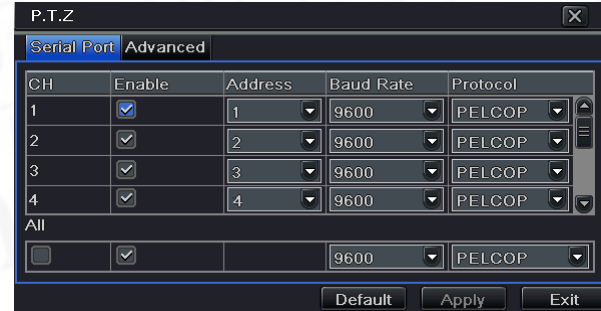 P.T.Z
Serial Port Advanced
CH Enable Address Baud Rate Protocol
1 1 9600 PELCOP
2 2 9600 PELCOP
3 3 9600 PELCOP
4 4 9600 PELCOP
All
9600 PELCOP
Default Apply Exit